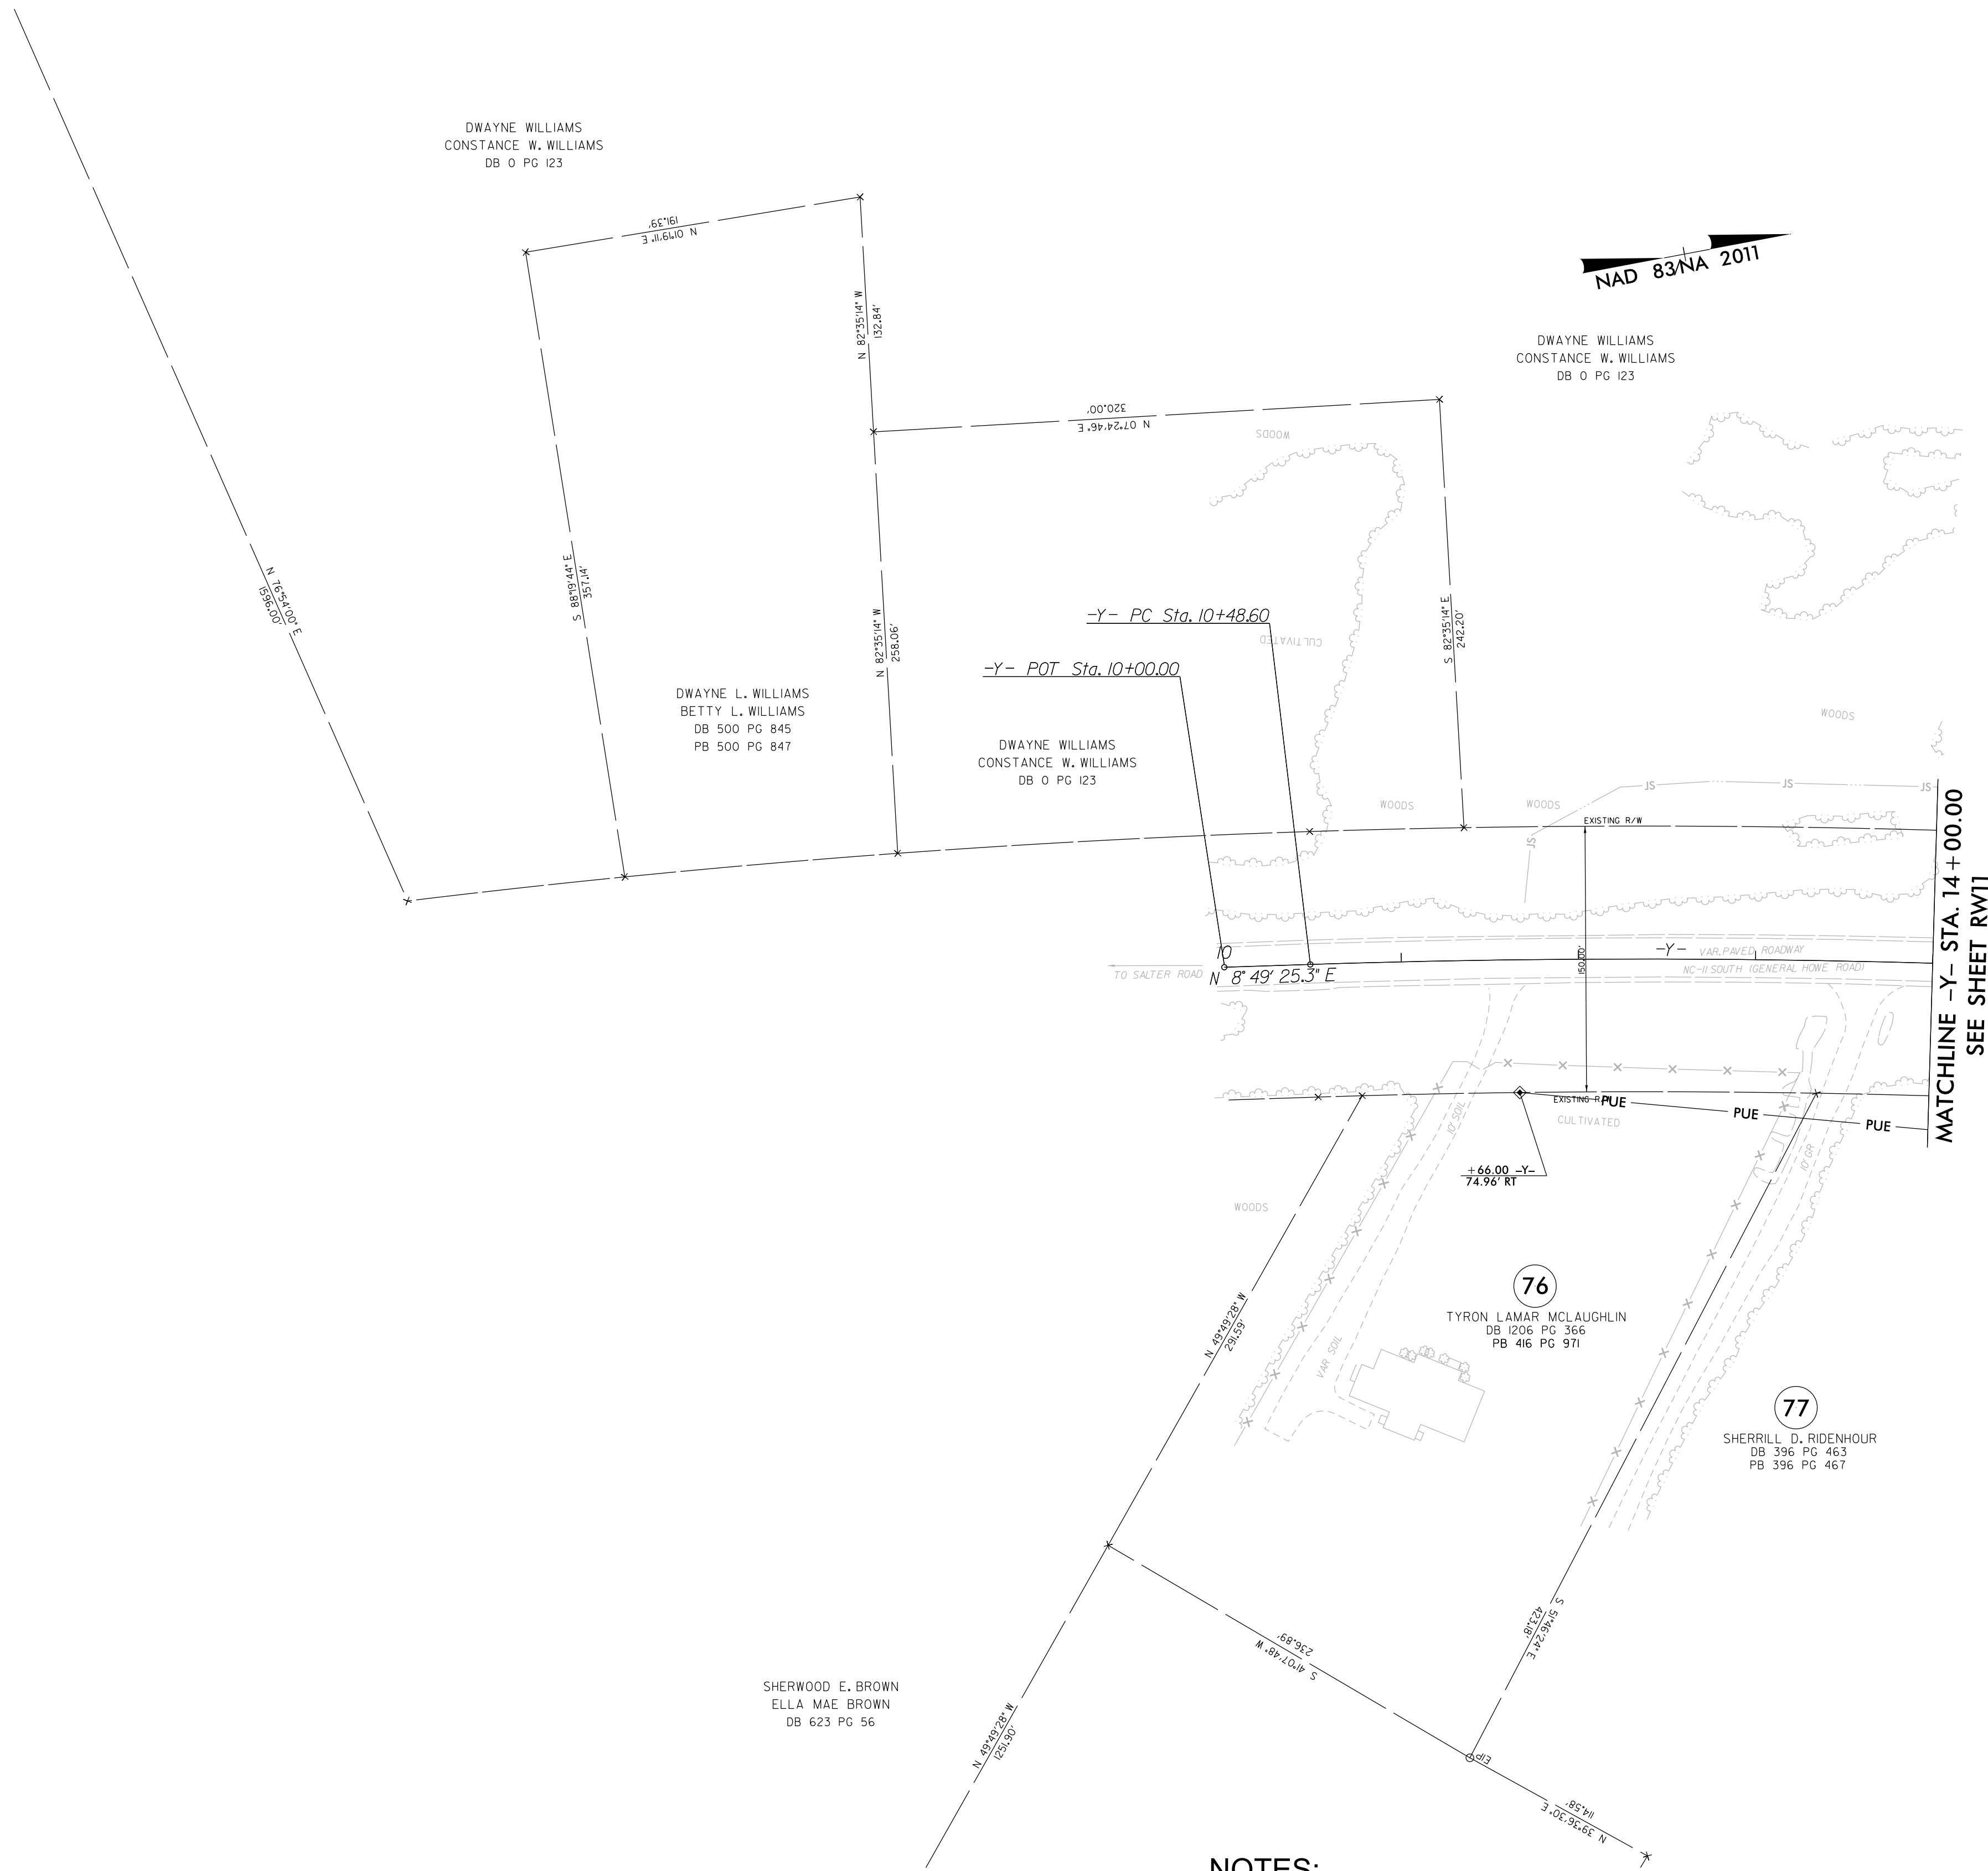 DWAYNE WILLIAMS
CONSTANCE W. WILLIAMS
DB 0 PG 123
191.39'
N 01°19'11" E
N 82°35'14" W
132.84'
NAD 83/NA 2011
DWAYNE WILLIAMS
CONSTANCE W. WILLIAMS
DB 0 PG 123
320.00'
N 07°24'46" E
WOODS
N 76°54'00" E
1596.00'
S 88°19'44" E
357.14'
N 82°35'14" W
258.06'
-Y- PC Sta. 10+48.60
CULTIVATED
-Y- POT Sta. 10+00.00
S 82°35'14" E
242.20'
DWAYNE L. WILLIAMS
BETTY L. WILLIAMS
DB 500 PG 845
PB 500 PG 847
DWAYNE WILLIAMS
CONSTANCE W. WILLIAMS
DB 0 PG 123
WOODS
WOODS
WOODS
JS
JS
JS
JS
EXISTING R/W
MATCHLINE -Y- STA. 14+00.00
SEE SHEET RW11
10
-Y-
VAR. PAVED ROADWAY
150.00'
TO SALTER ROAD
N 8° 49' 25.3" E
NC-11 SOUTH (GENERAL HOWE ROAD)
EXISTING R/W
PUE
PUE
PUE
CULTIVATED
10' SOIL
10' GR
+66.00 -Y-
74.96' RT
WOODS
N 49°49'28" W
291.59'
VAR SOIL
76
TYRON LAMAR MCLAUGHLIN
DB 1206 PG 366
PB 416 PG 971
77
SHERRILL D. RIDENHOUR
DB 396 PG 463
PB 396 PG 467
S 51°46'24" E
423.18'
236.89'
S 41°07'48" W
SHERWOOD E. BROWN
ELLA MAE BROWN
DB 623 PG 56
N 49°49'28" W
1251.90'
EIP
114.58'
N 39°36'30" E
NOTES: